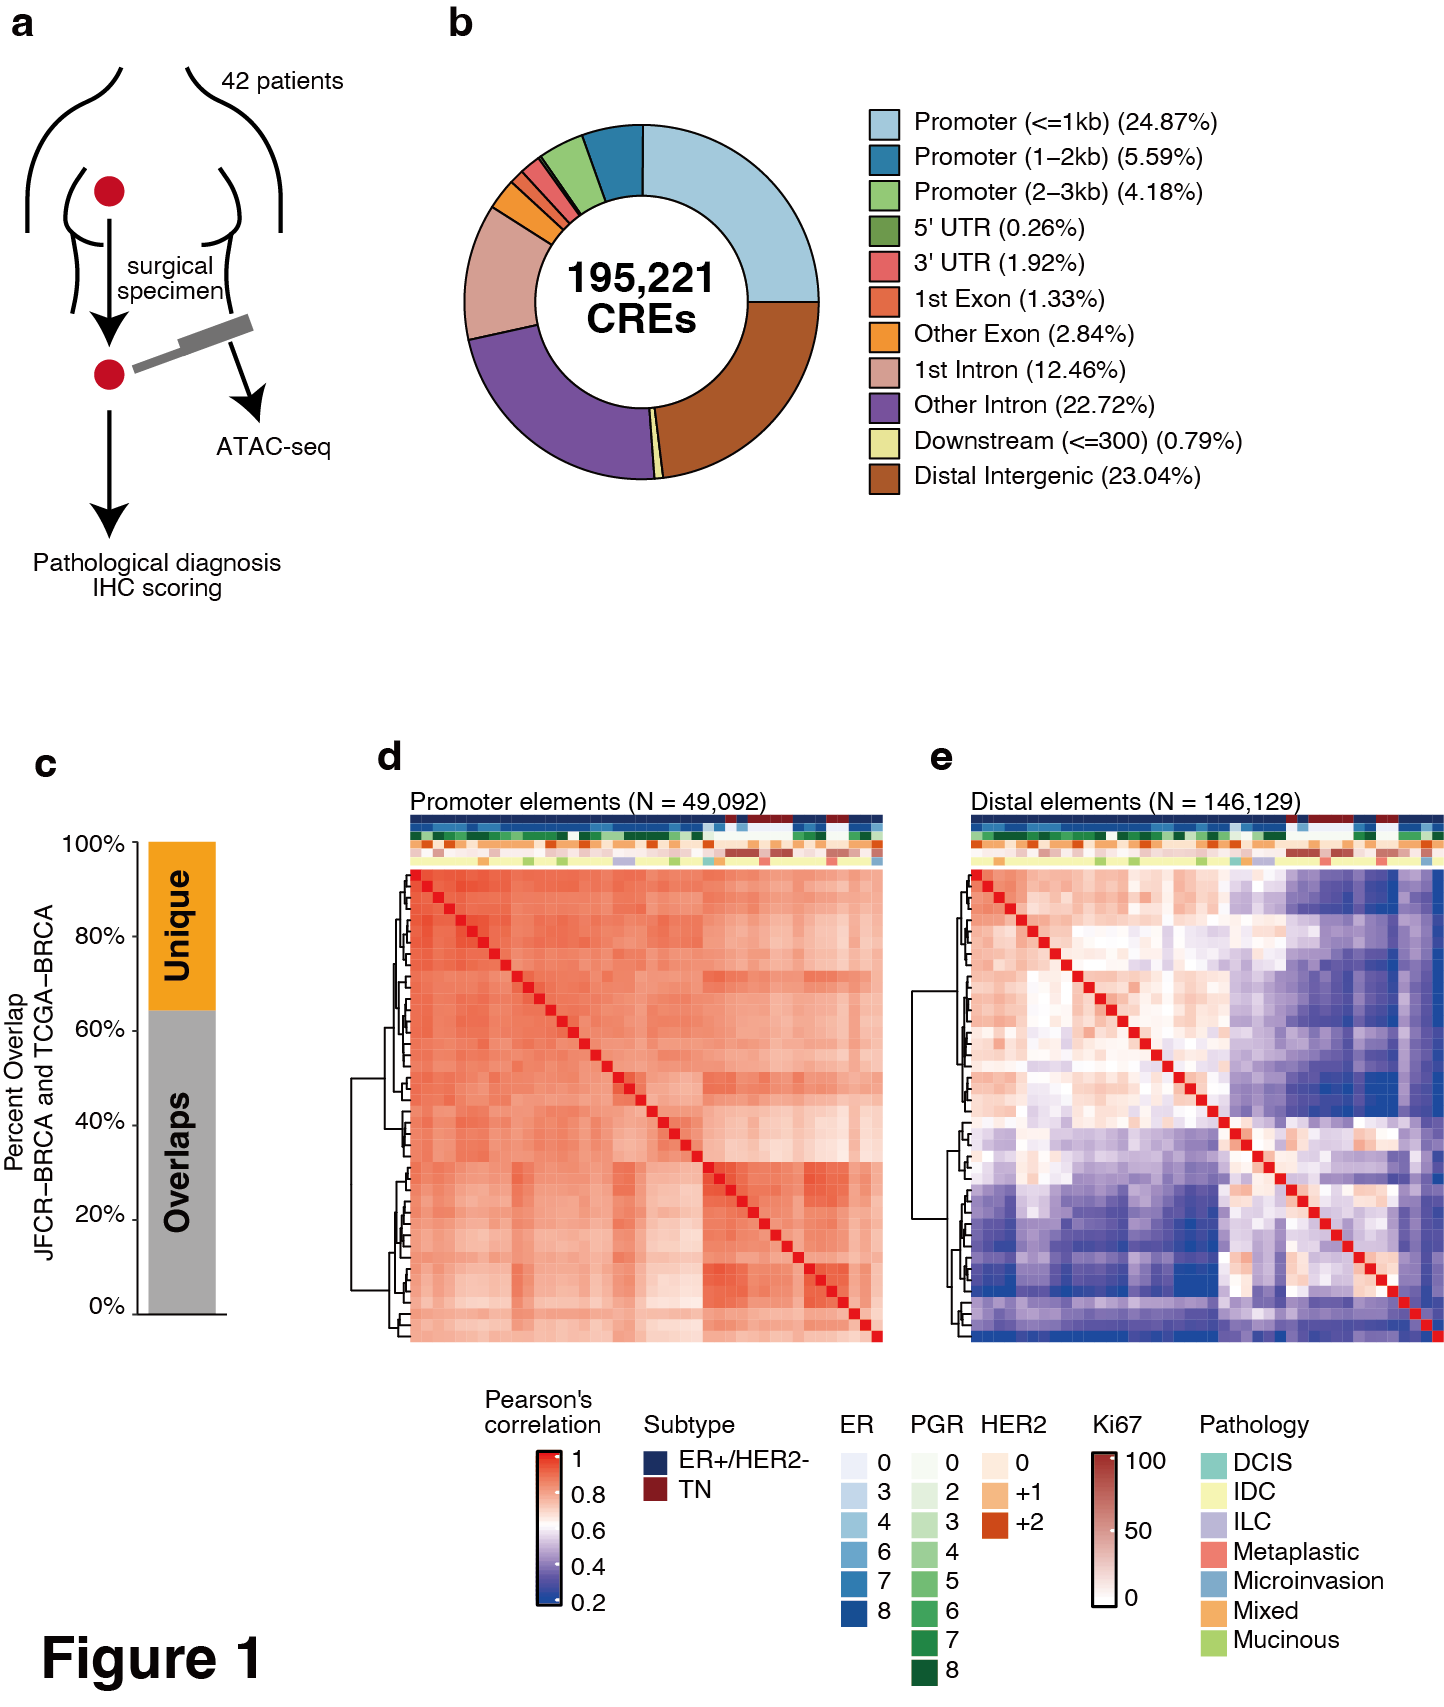 a
42 patients
surgical
specimen
ATAC-seq
Pathological diagnosis
IHC scoring
b
195,221
CREs
Promoter (<=1kb) (24.87%)
Promoter (1−2kb) (5.59%)
Promoter (2−3kb) (4.18%)
5' UTR (0.26%)
3' UTR (1.92%)
1st Exon (1.33%)
Other Exon (2.84%)
1st Intron (12.46%)
Other Intron (22.72%)
Downstream (<=300) (0.79%)
Distal Intergenic (23.04%)
c
Percent Overlap
JFCR−BRCA and TCGA−BRCA
100%
80%
60%
40%
20%
0%
Unique
Overlaps
d
Promoter elements (N = 49,092)
e
Distal elements (N = 146,129)
Pearson's
correlation
1
0.8
0.6
0.4
0.2
Subtype
ER+/HER2-
TN
ER
0
3
4
6
7
8
PGR
0
2
3
4
5
6
7
8
HER2
0
+1
+2
Ki67
100
50
0
Pathology
DCIS
IDC
ILC
Metaplastic
Microinvasion
Mixed
Mucinous
Figure 1